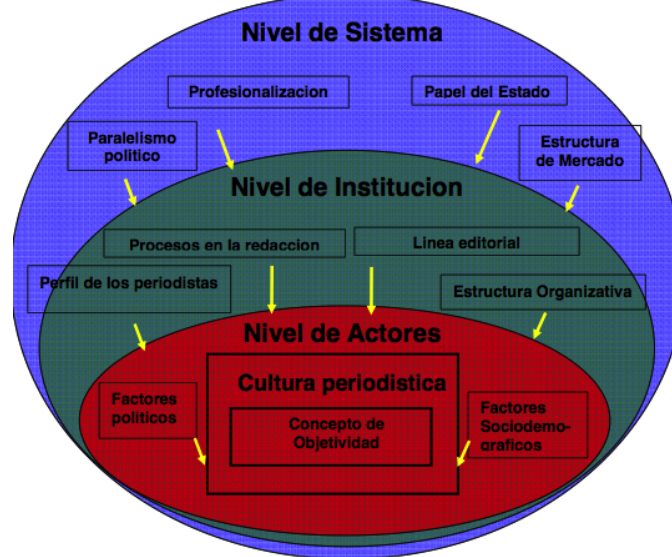 Nivel de Sistema
Profesionalizacion
Papel del Estado
Paralelismo
politico
Estructura
de Mercado
Nivel de Institucion
Procesos en la redaccion
Linea editorial
Perfil de los periodistas
Estructura Organizativa
Nivel de Actores
Cultura periodistica
Factores
politicos
Concepto de
Objetividad
Factores
Sociodemo-
graficos